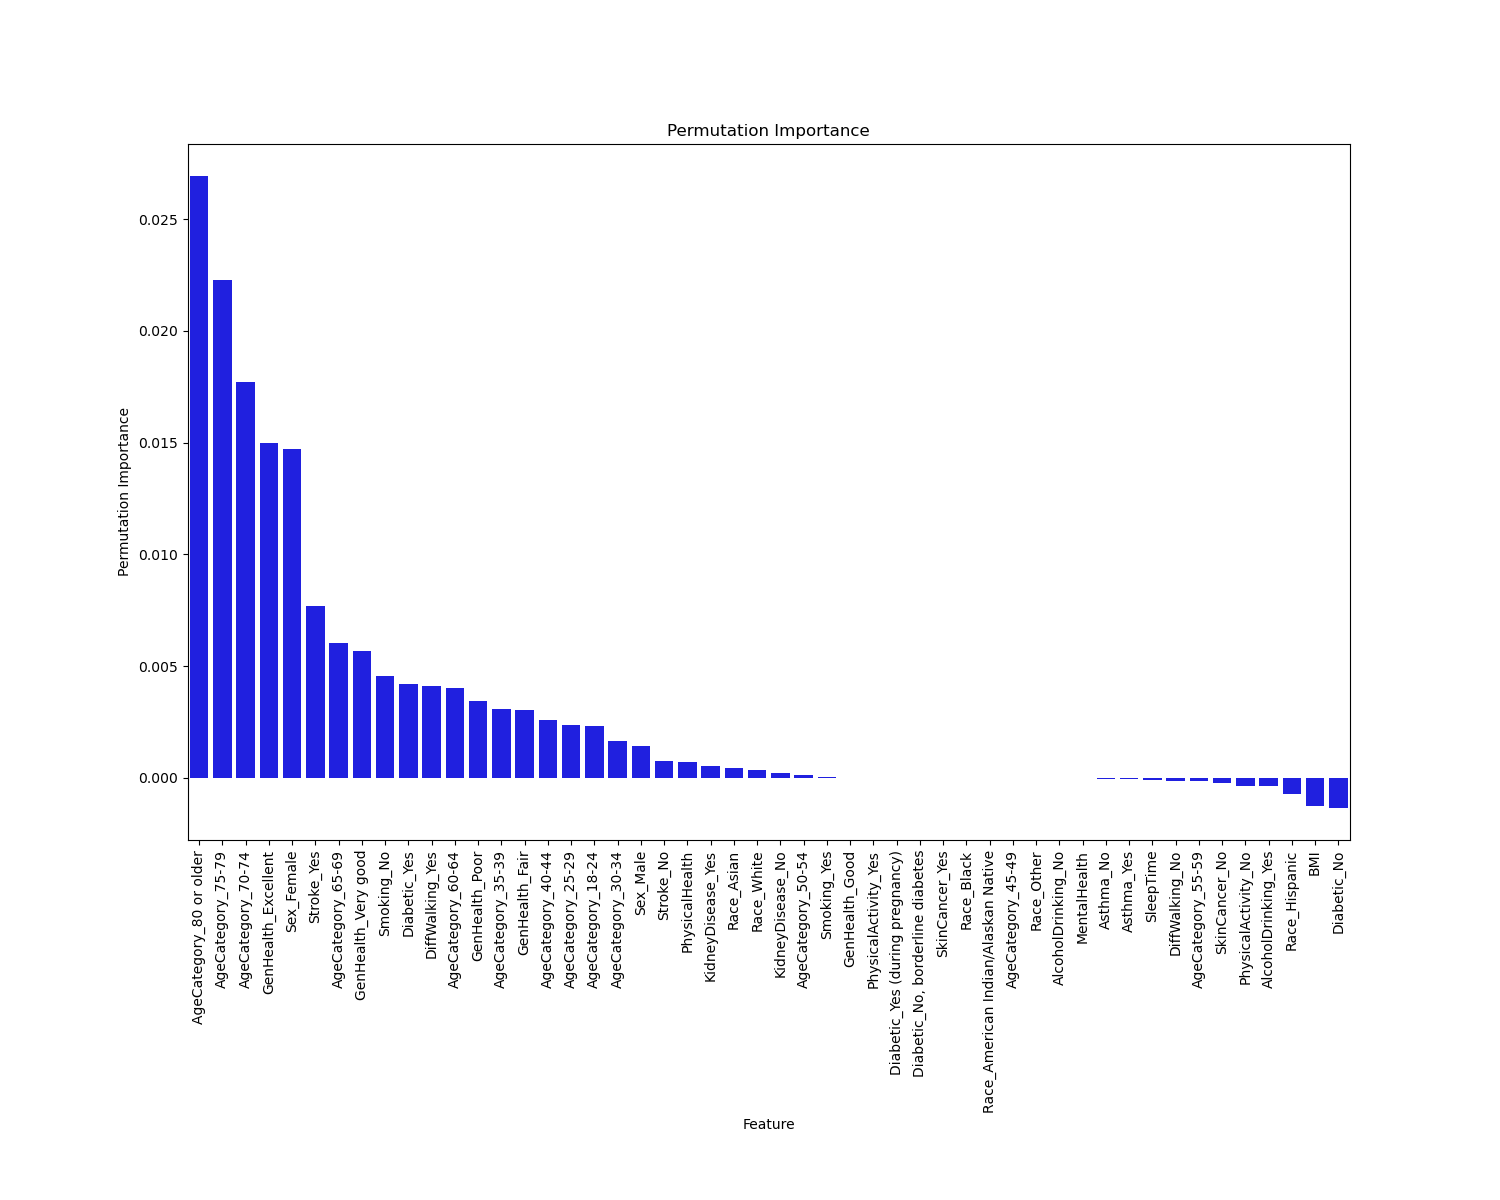 Permutation Importance
Permutation Importance
0.025
0.020
0.015
0.010
0.005
0.000
AgeCategory_80 or older
AgeCategory_75-79
AgeCategory_70-74
GenHealth_Excellent
Sex_Female
Stroke_Yes
AgeCategory_65-69
GenHealth_Very good
Smoking_No
Diabetic_Yes
DiffWalking_Yes
AgeCategory_60-64
GenHealth_Poor
AgeCategory_35-39
GenHealth_Fair
AgeCategory_40-44
AgeCategory_25-29
AgeCategory_18-24
AgeCategory_30-34
Sex_Male
Stroke_No
PhysicalHealth
KidneyDisease_Yes
Race_Asian
Race_White
KidneyDisease_No
AgeCategory_50-54
Smoking_Yes
GenHealth_Good
PhysicalActivity_Yes
Diabetic_Yes (during pregnancy)
Diabetic_No, borderline diabetes
SkinCancer_Yes
Race_Black
Race_American Indian/Alaskan Native
AgeCategory_45-49
Race_Other
AlcoholDrinking_No
MentalHealth
Asthma_No
Asthma_Yes
SleepTime
DiffWalking_No
AgeCategory_55-59
SkinCancer_No
PhysicalActivity_No
AlcoholDrinking_Yes
Race_Hispanic
BMI
Diabetic_No
Feature